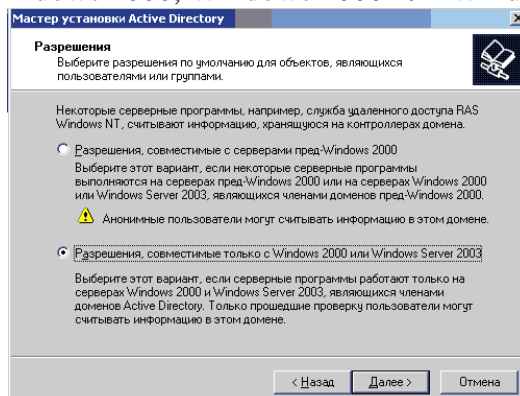 Мастер установки Active Directory
Разрешения
Выберите разрешения по умолчанию для объектов, являющихся
пользователями или группами.
Некоторые серверные программы, например, служба удаленного доступа RAS
Windows NT, считывают информацию, хранящуюся на контроллерах домена.
Разрешения, совместимые с серверами пред-Windows 2000
Выберите этот вариант, если некоторые серверные программы
выполняются на серверах пред-Windows 2000 или на серверах Windows 2000
или Windows Server 2003, являющихся членами доменов пред-Windows 2000.
Анонимные пользователи могут считывать информацию в этом домене.
Разрешения, совместимые только с Windows 2000 или Windows Server 2003
Выберите этот вариант, если серверные программы работают только на
серверах Windows 2000 и Windows Server 2003, являющихся членами
доменов Active Directory. Только прошедшие проверку пользователи могут
считывать информацию в этом домене.
< Назад Далее > Отмена